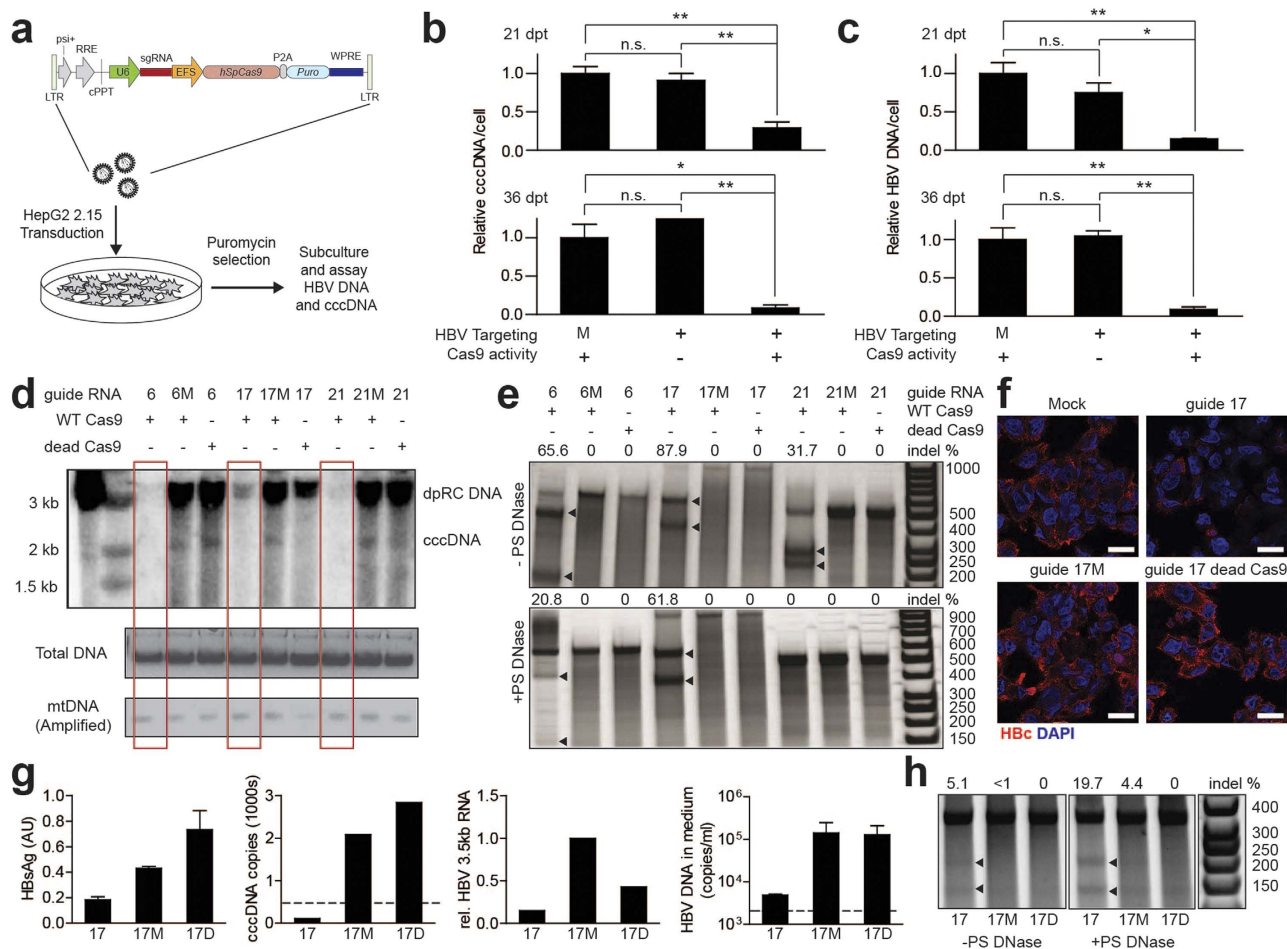 a
psi+
RRE
U6
sgRNA
EFS
hSpCas9
P2A
Puro
WPRE
LTR
cPPT
LTR
HepG2 2.15
Transduction
Puromycin
selection
Subculture
and assay
HBV DNA
and cccDNA
b
21 dpt
**
**
n.s.
1.0
0.5
0.0
Relative cccDNA/cell
36 dpt
*
**
n.s.
1.0
0.5
0.0
HBV Targeting M + +
Cas9 activity + - +
c
21 dpt
**
*
n.s.
1.0
0.5
0.0
Relative HBV DNA/cell
36 dpt
**
**
n.s.
1.0
0.5
0.0
HBV Targeting M + +
Cas9 activity + - +
d
guide RNA 6 6M 6 17 17M 17 21 21M 21
WT Cas9 + + - + + - + + -
dead Cas9 - - + - - + - - +
3 kb
2 kb
1.5 kb
dpRC DNA
cccDNA
Total DNA
mtDNA
(Amplified)
e
6 6M 6 17 17M 17 21 21M 21 guide RNA
+ + - + + - + + - WT Cas9
- - + - - + - - + dead Cas9
65.6 0 0 87.9 0 0 31.7 0 0 indel %
- PS DNase
1000
500
400
300
250
200
20.8 0 0 61.8 0 0 0 0 0 indel %
+PS DNase
900
700
600
500
400
300
250
200
150
f
Mock
guide 17
guide 17M
guide 17 dead Cas9
HBc DAPI
g
HBsAg (AU)
1.0
0.8
0.6
0.4
0.2
0.0
17 17M 17D
cccDNA copies (1000s)
3
2
1
0
17 17M 17D
rel. HBV 3.5kb RNA
1.5
1.0
0.5
0.0
17 17M 17D
HBV DNA in medium
(copies/ml)
10⁶
10⁵
10⁴
10³
17 17M 17D
h
5.1 <1 0 19.7 4.4 0 indel %
400
300
250
200
150
17 17M 17D 17 17M 17D
-PS DNase +PS DNase